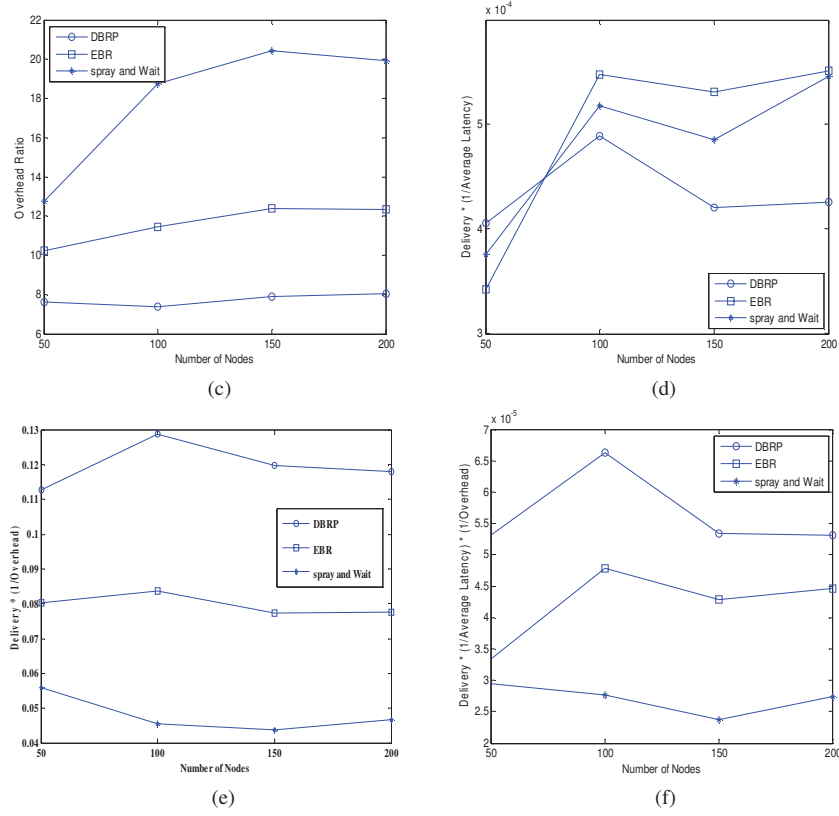 22
20
18
16
14
12
10
8
6
Overhead Ratio
DBRP
EBR
spray and Wait
50
100
150
200
Number of Nodes
(c)
x 10^-4
5
4
3
Delivery * (1/Average Latency)
DBRP
EBR
spray and Wait
50
100
150
200
Number of Nodes
(d)
0.13
0.12
0.11
0.1
0.09
0.08
0.07
0.06
0.05
0.04
Delivery * (1/Overhead)
DBRP
EBR
spray and Wait
50
100
150
200
Number of Nodes
(e)
x 10^-5
7
6.5
6
5.5
5
4.5
4
3.5
3
2.5
2
Delivery * (1/Average Latency) * (1/Overhead)
DBRP
EBR
spray and Wait
50
100
150
200
Number of Nodes
(f)